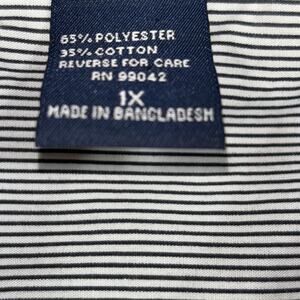 65% POLYESTER
35% COTTON
REVERSE FOR CARE
RN 99042
1X
MADE IN BANGLADESH